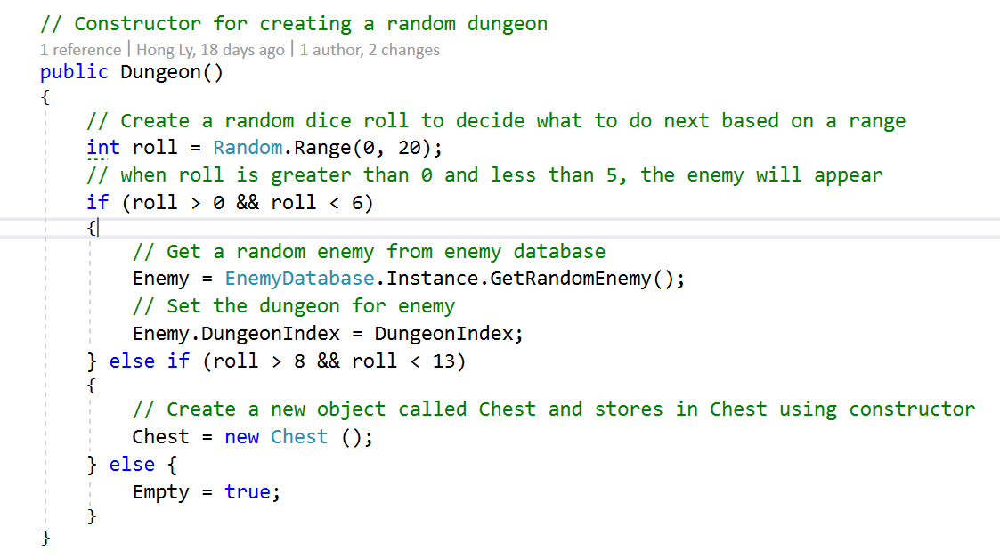 // Constructor for creating a random dungeon
1 reference | Hong Ly, 18 days ago | 1 author, 2 changes
public Dungeon()
{
// Create a random dice roll to decide what to do next based on a range
int roll = Random.Range(0, 20);
// when roll is greater than 0 and less than 5, the enemy will appear
if (roll > 0 && roll < 6)
{
// Get a random enemy from enemy database
Enemy = EnemyDatabase.Instance.GetRandomEnemy();
// Set the dungeon for enemy
Enemy.DungeonIndex = DungeonIndex;
} else if (roll > 8 && roll < 13)
{
// Create a new object called Chest and stores in Chest using constructor
Chest = new Chest ();
} else {
Empty = true;
}
}